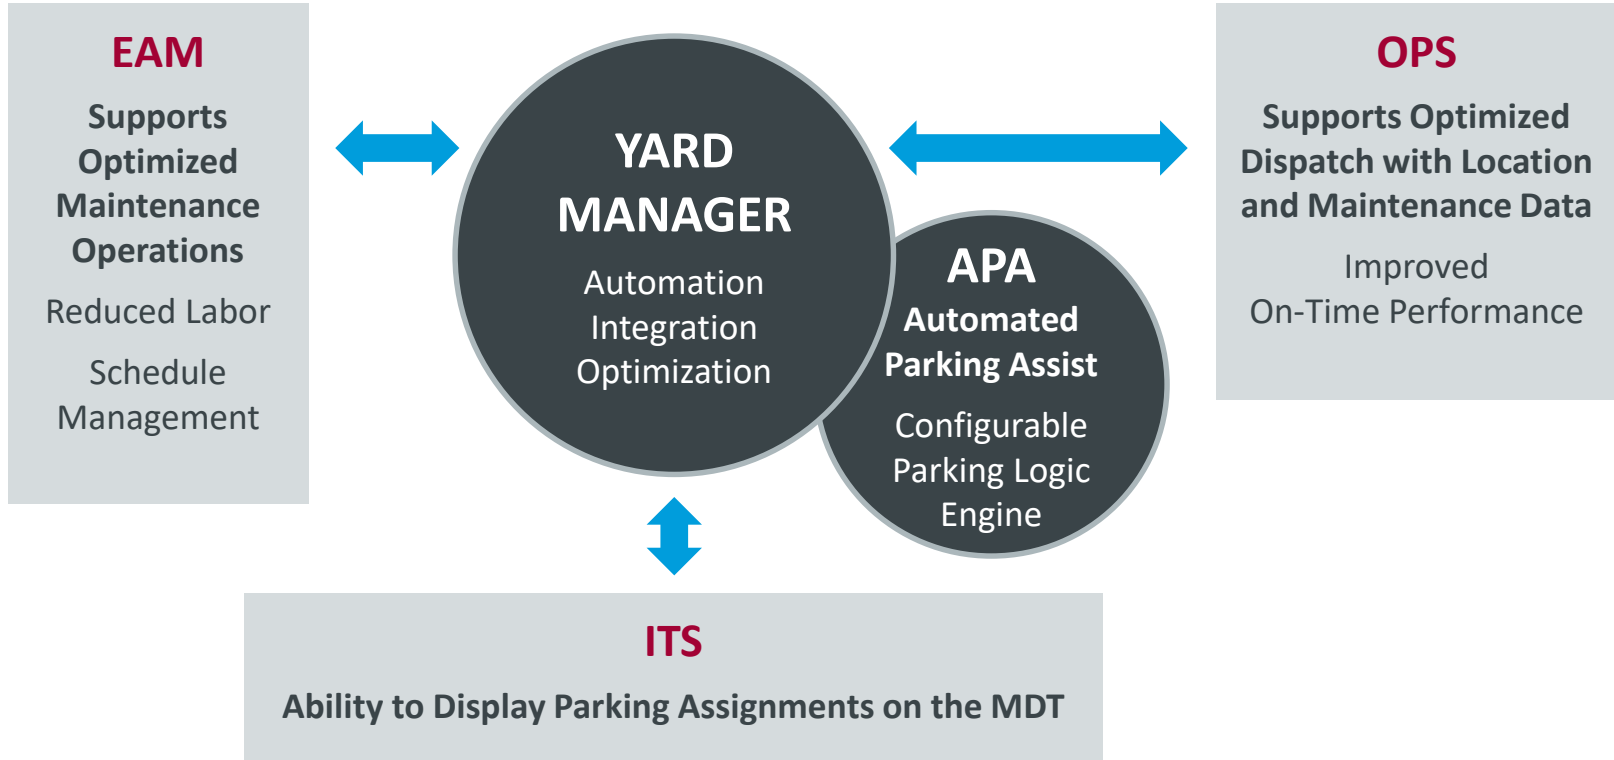 EAM
Supports
Optimized
Maintenance
Operations
Reduced Labor
Schedule
Management
YARD
MANAGER
Automation
Integration
Optimization
APA
Automated
Parking Assist
Configurable
Parking Logic
Engine
OPS
Supports Optimized
Dispatch with Location
and Maintenance Data
Improved
On-Time Performance
ITS
Ability to Display Parking Assignments on the MDT